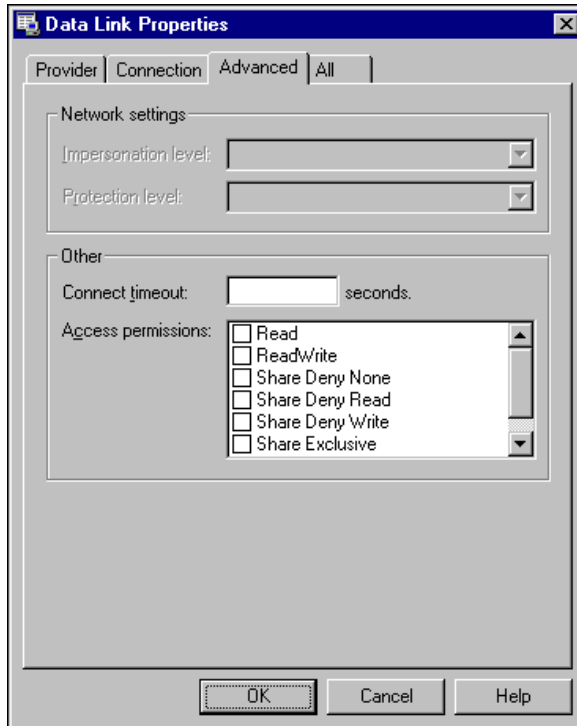 Data Link Properties
Provider Connection Advanced All
Network settings
Impersonation level:
Protection level:
Other
Connect timeout: seconds.
Access permissions: Read
ReadWrite
Share Deny None
Share Deny Read
Share Deny Write
Share Exclusive
OK Cancel Help